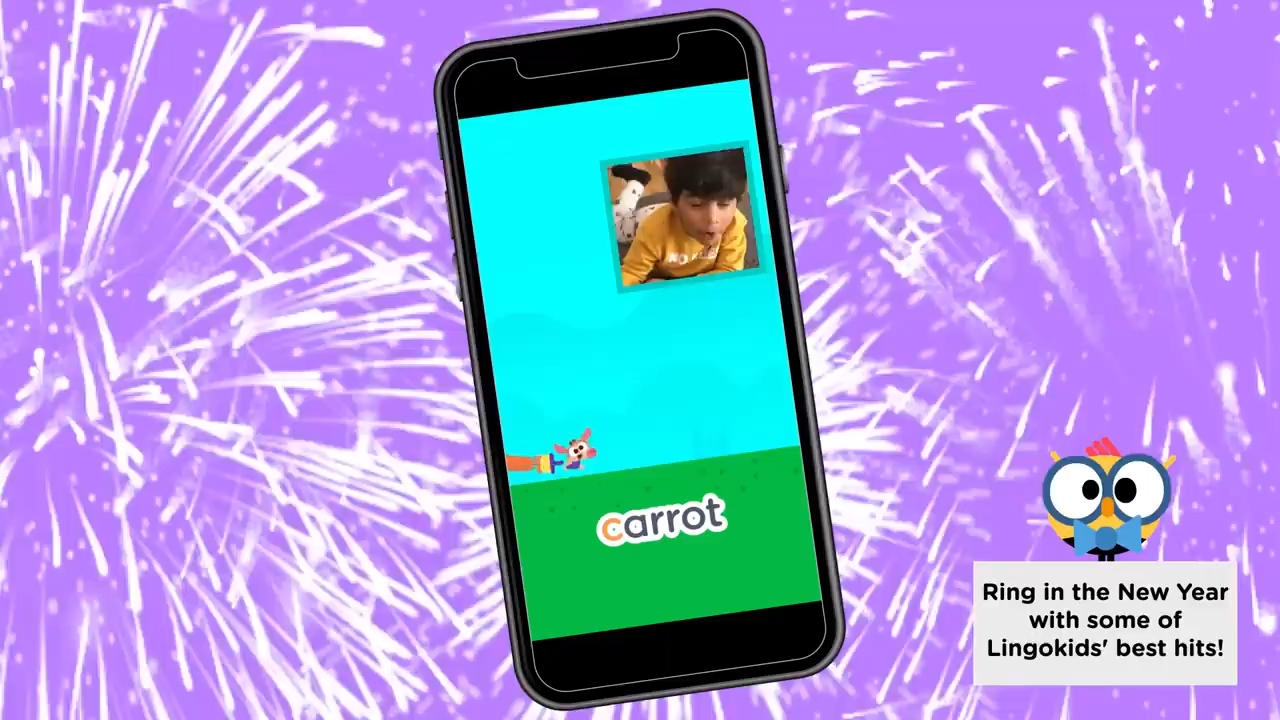 carrot
Ring in the New Year
with some of
Lingokids' best hits!